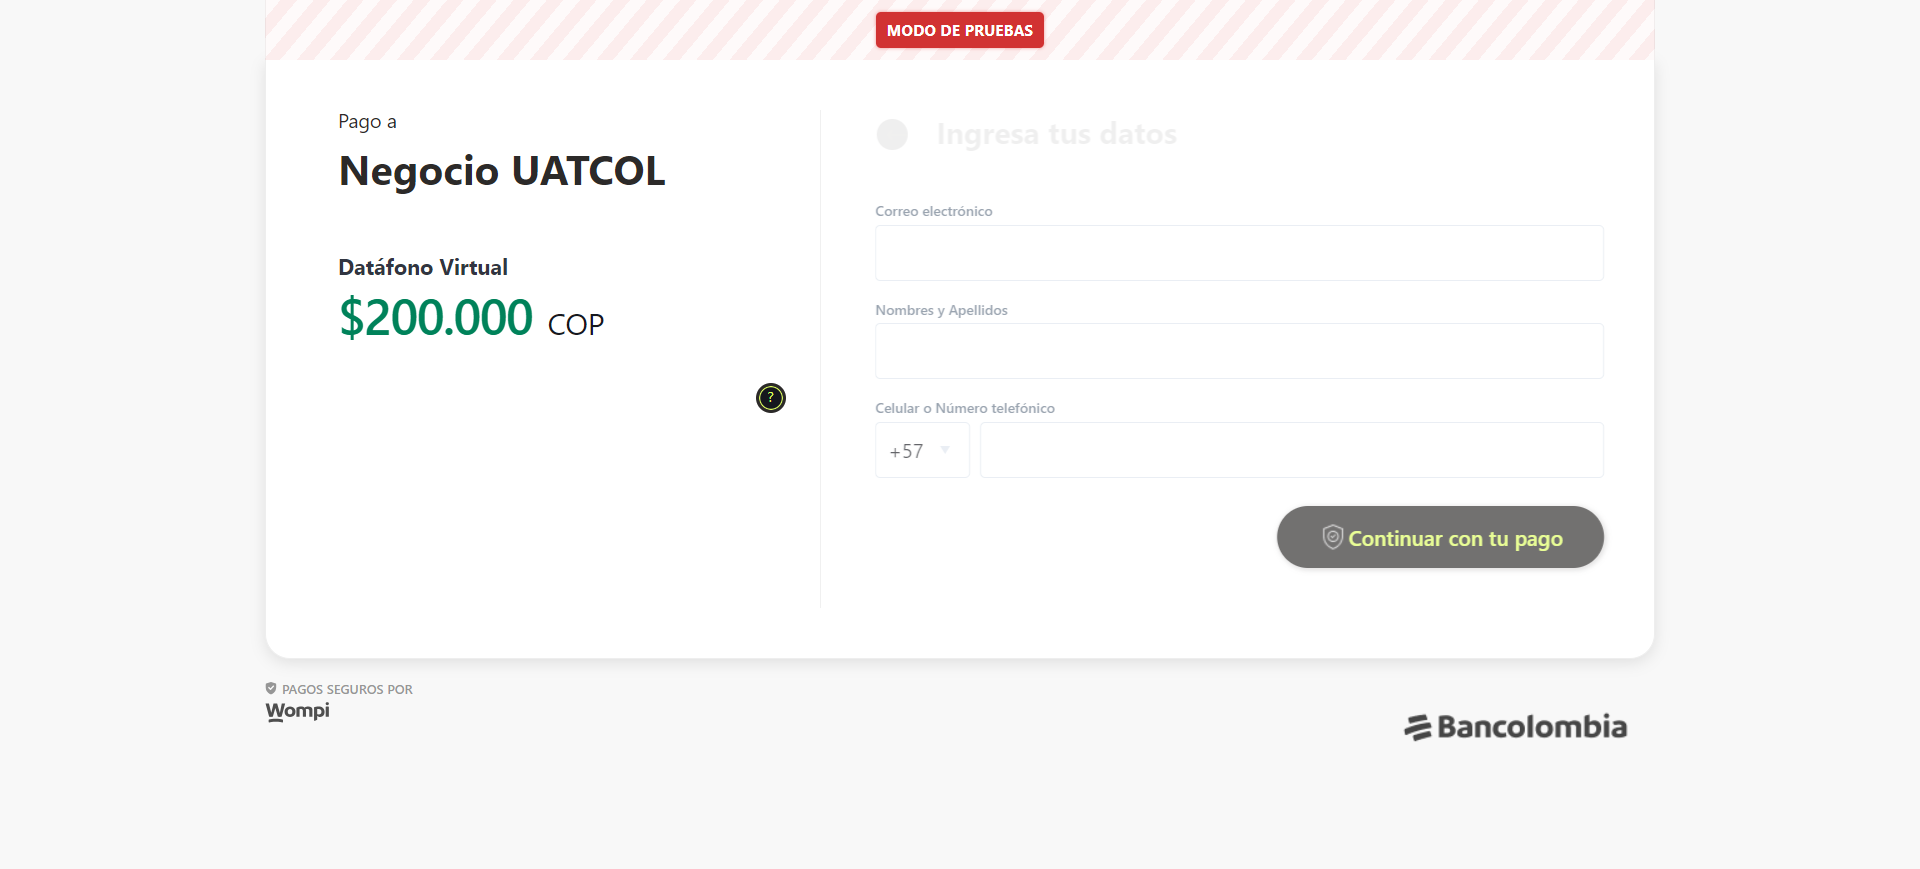 MODO DE PRUEBAS
Pago a
Negocio UATCOL
Datáfono Virtual
$200.000 COP
?
Ingresa tus datos
Correo electrónico
Nombres y Apellidos
Celular o Número telefónico
+57
Continuar con tu pago
PAGOS SEGUROS POR
Wompi
Bancolombia